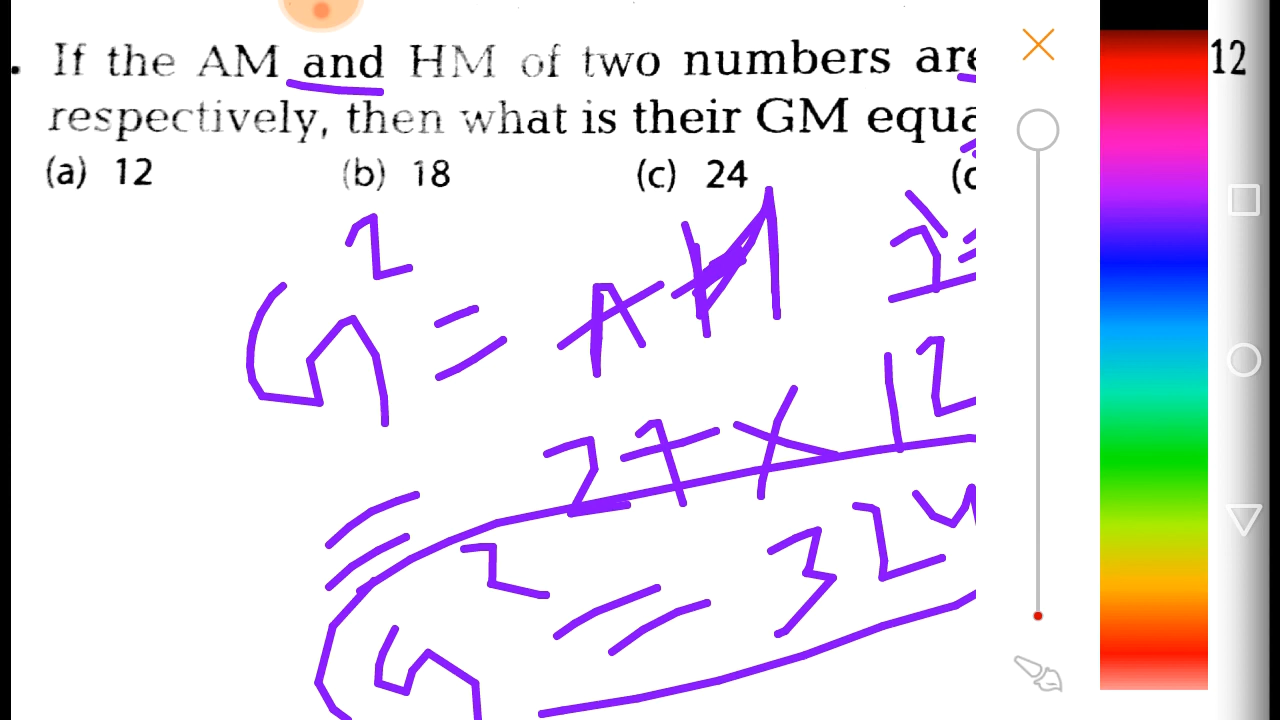 . If the AM and HM of two numbers are 12
respectively, then what is their GM equa
(a) 12 (b) 18 (c) 24 (
G² = AH
27 × 12
= G² = 324